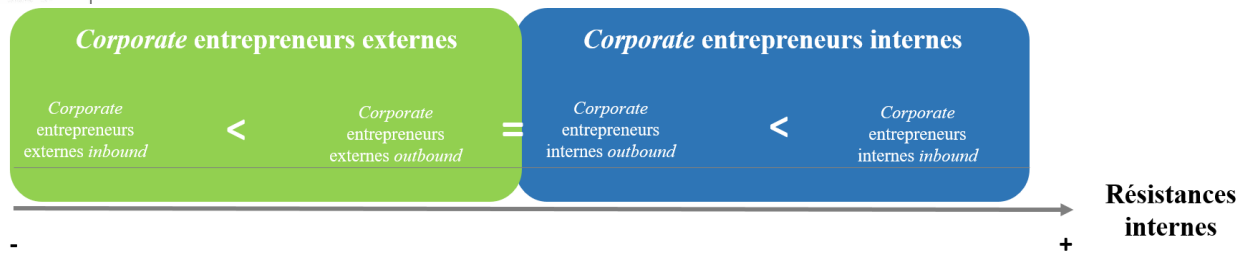 Corporate entrepreneurs externes
Corporate entrepreneurs internes
Corporate
entrepreneurs
externes inbound
<
Corporate
entrepreneurs
externes outbound
=
Corporate
entrepreneurs
internes outbound
<
Corporate
entrepreneurs
internes inbound
Résistances
internes
-
+